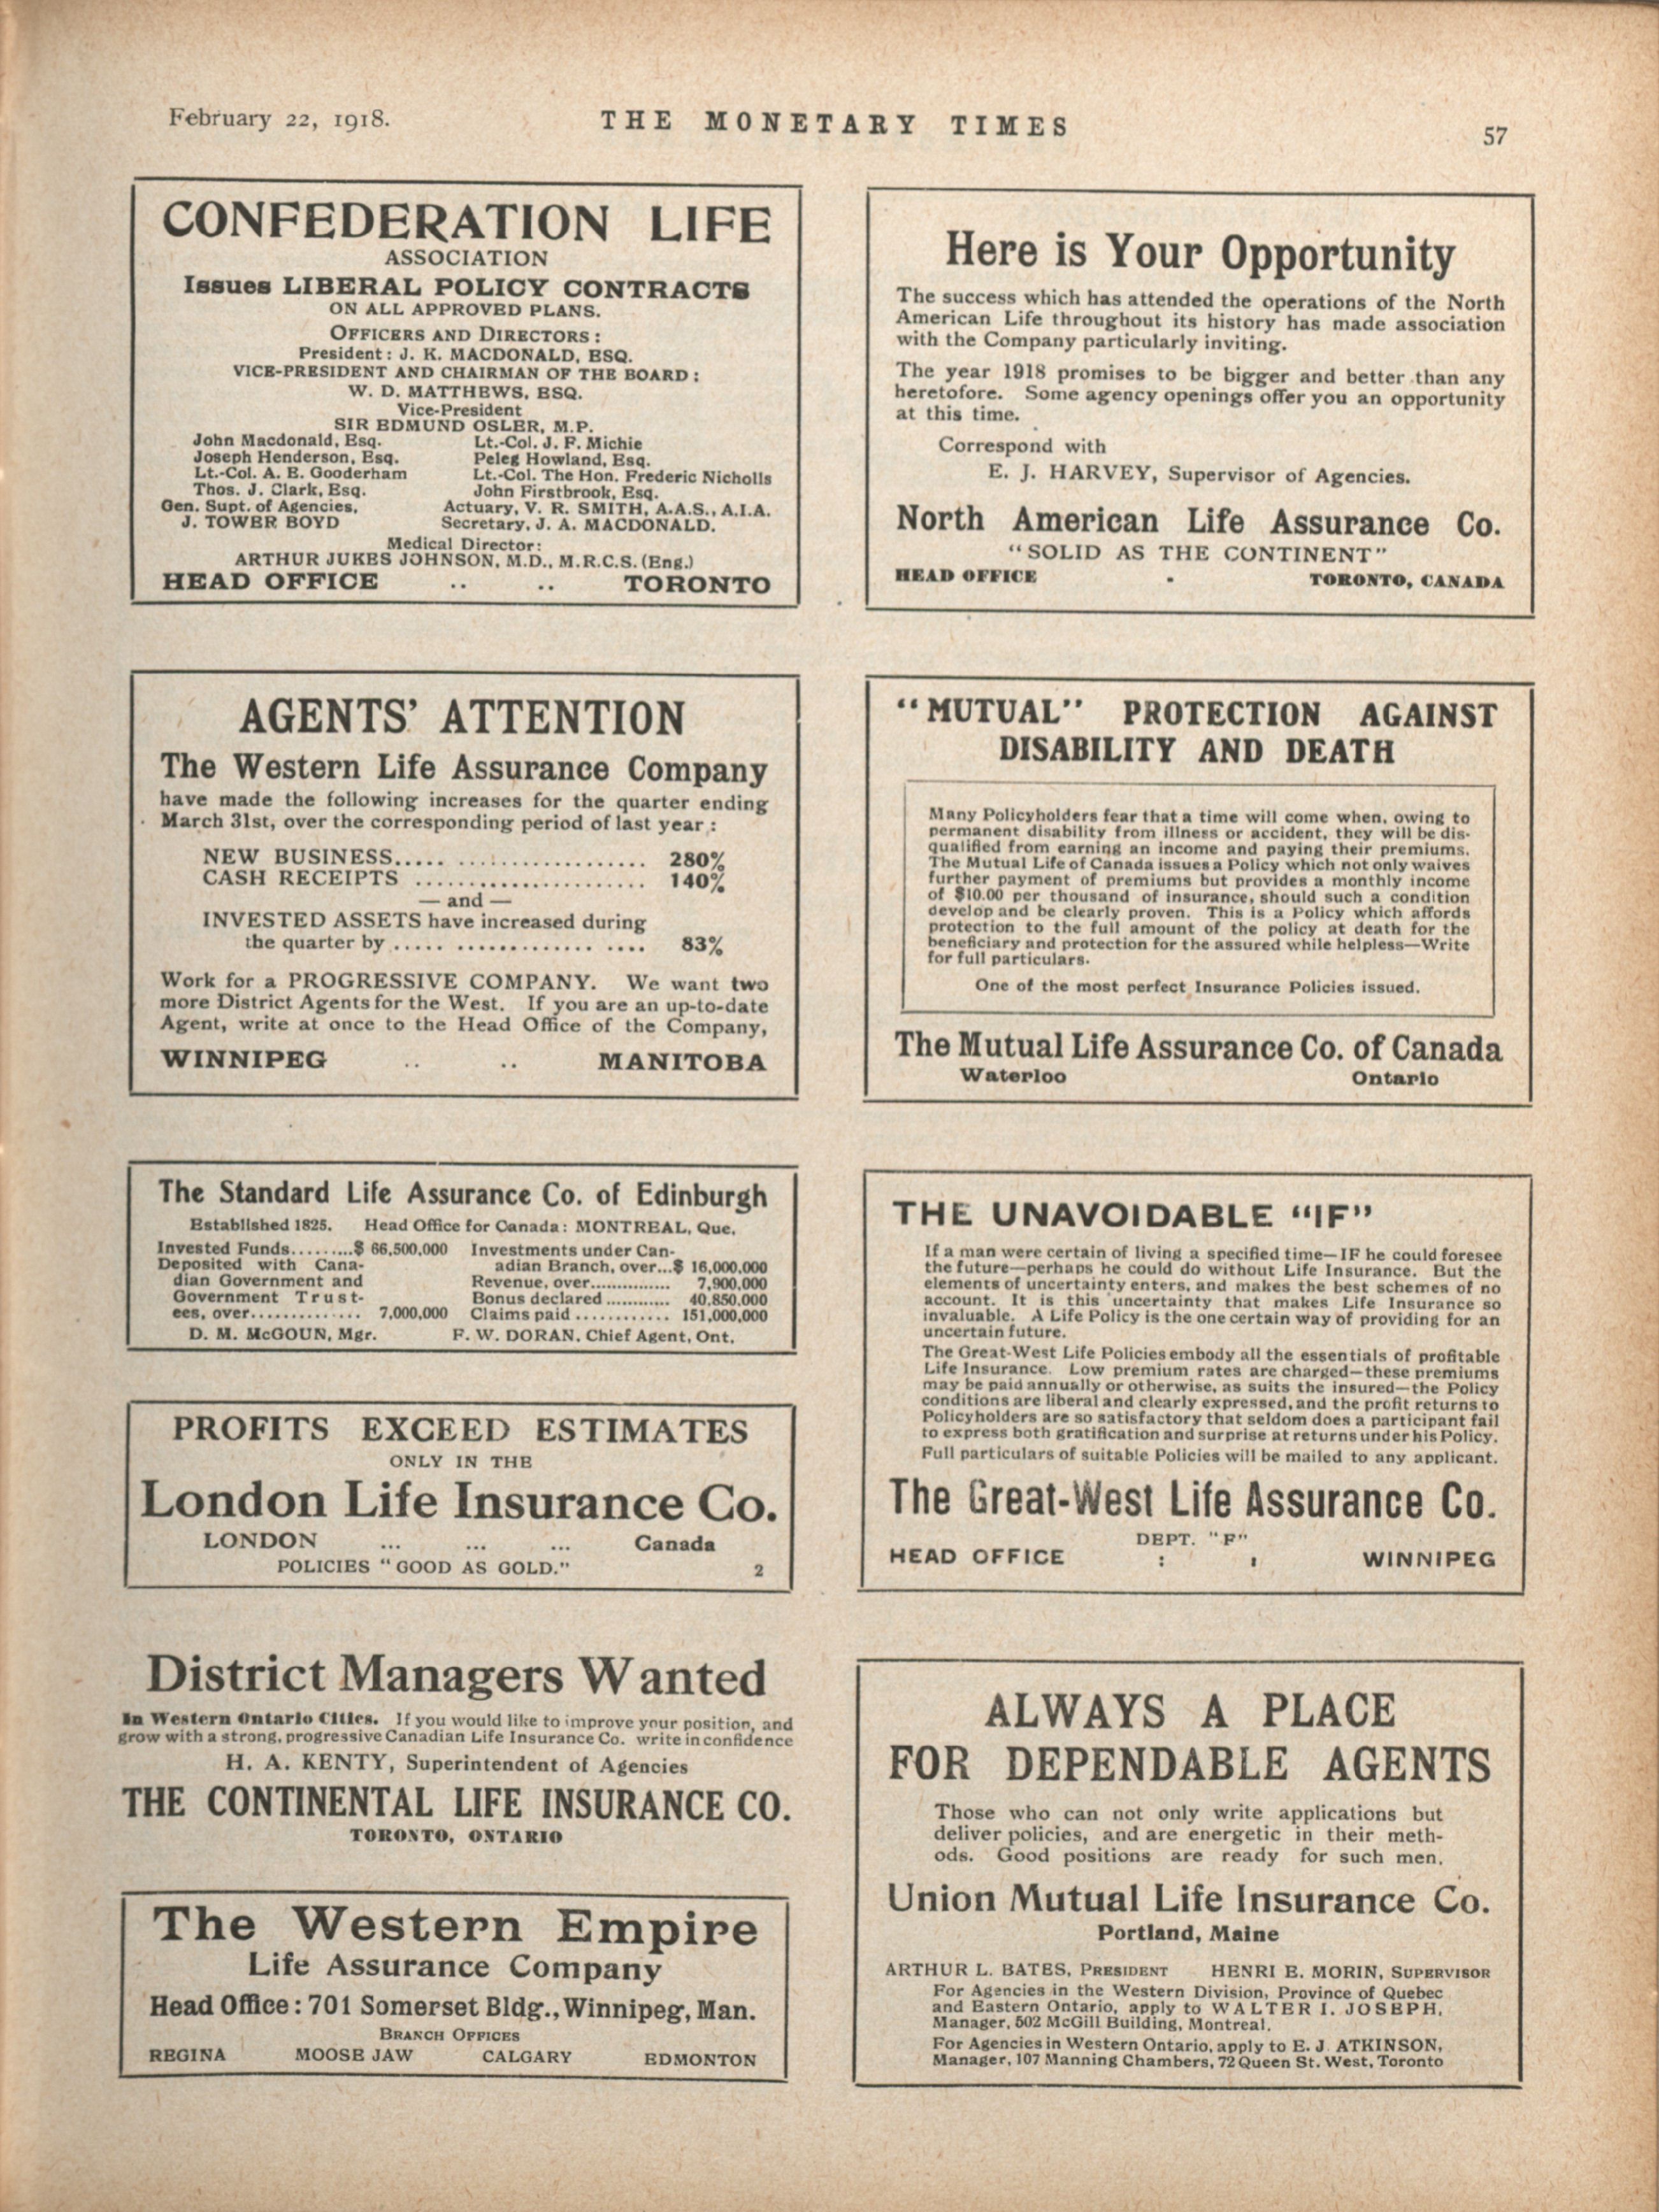 February 22, 1918.
THE MONETARY TIMES
57
CONFEDERATION LIFE
ASSOCIATION
Issues LIBERAL POLICY CONTRACTS
ON ALL APPROVED PLANS.
OFFICERS AND DIRECTORS :
President : J. K. MACDONALD, ESQ.
VICE-PRESIDENT AND CHAIRMAN OF THE BOARD :
W. D. MATTHEWS, ESQ.
Vice-President
SIR EDMUND OSLER, M.P.
John Macdonald, Esq. Lt.-Col. J. F. Michie
Joseph Henderson, Esq. Peleg Howland, Esq.
Lt.-Col. A. E. Gooderham Lt.-Col. The Hon. Frederic Nicholls
Thos. J. Clark, Esq. John Firstbrook, Esq.
Gen. Supt. of Agencies, Actuary, V. R. SMITH, A.A.S., A.I.A.
J. TOWER BOYD Secretary, J. A. MACDONALD.
Medical Director:
ARTHUR JUKES JOHNSON, M.D., M.R.C.S. (Eng.)
HEAD OFFICE .. .. TORONTO
Here is Your Opportunity
The success which has attended the operations of the North
American Life throughout its history has made association
with the Company particularly inviting.
The year 1918 promises to be bigger and better than any
heretofore. Some agency openings offer you an opportunity
at this time.
Correspond with
E. J. HARVEY, Supervisor of Agencies.
North American Life Assurance Co.
"SOLID AS THE CONTINENT"
HEAD OFFICE . TORONTO, CANADA
AGENTS' ATTENTION
The Western Life Assurance Company
have made the following increases for the quarter ending
March 31st, over the corresponding period of last year :
NEW BUSINESS..... .................... 280%
CASH RECEIPTS ........................ 140%
— and —
INVESTED ASSETS have increased during
the quarter by ..... .............. .... 83%
Work for a PROGRESSIVE COMPANY. We want two
more District Agents for the West. If you are an up-to-date
Agent, write at once to the Head Office of the Company,
WINNIPEG .. .. MANITOBA
"MUTUAL" PROTECTION AGAINST
DISABILITY AND DEATH
Many Policyholders fear that a time will come when, owing to
permanent disability from illness or accident, they will be dis-
qualified from earning an income and paying their premiums.
The Mutual Life of Canada issues a Policy which not only waives
further payment of premiums but provides a monthly income
of $10.00 per thousand of insurance, should such a condition
develop and be clearly proven. This is a Policy which affords
protection to the full amount of the policy at death for the
beneficiary and protection for the assured while helpless—Write
for full particulars.
One of the most perfect Insurance Policies issued.
The Mutual Life Assurance Co. of Canada
Waterloo Ontario
The Standard Life Assurance Co. of Edinburgh
Established 1825. Head Office for Canada: MONTREAL, Que.
Invested Funds.........$ 66,500,000 Investments under Can-
Deposited with Cana- adian Branch, over...$ 16,000,000
dian Government and Revenue, over.............. 7,900,000
Government Trust- Bonus declared ............ 40,850,000
ees, over.............. 7,000,000 Claims paid ............ 151,000,000
D. M. McGOUN, Mgr. F. W. DORAN, Chief Agent, Ont.
THE UNAVOIDABLE "IF"
If a man were certain of living a specified time—IF he could foresee
the future—perhaps he could do without Life Insurance. But the
elements of uncertainty enters, and makes the best schemes of no
account. It is this uncertainty that makes Life Insurance so
invaluable. A Life Policy is the one certain way of providing for an
uncertain future.
The Great-West Life Policies embody all the essentials of profitable
Life Insurance. Low premium rates are charged—these premiums
may be paid annually or otherwise, as suits the insured—the Policy
conditions are liberal and clearly expressed, and the profit returns to
Policyholders are so satisfactory that seldom does a participant fail
to express both gratification and surprise at returns under his Policy.
Full particulars of suitable Policies will be mailed to any applicant.
The Great-West Life Assurance Co.
DEPT. "F"
HEAD OFFICE : : WINNIPEG
PROFITS EXCEED ESTIMATES
ONLY IN THE
London Life Insurance Co.
LONDON ... ... ... Canada
POLICIES "GOOD AS GOLD." 2
District Managers Wanted
In Western Ontario Cities. If you would like to improve your position, and
grow with a strong, progressive Canadian Life Insurance Co. write in confidence
H. A. KENTY, Superintendent of Agencies
THE CONTINENTAL LIFE INSURANCE CO.
TORONTO, ONTARIO
The Western Empire
Life Assurance Company
Head Office : 701 Somerset Bldg., Winnipeg, Man.
BRANCH OFFICES
REGINA MOOSE JAW CALGARY EDMONTON
ALWAYS A PLACE
FOR DEPENDABLE AGENTS
Those who can not only write applications but
deliver policies, and are energetic in their meth-
ods. Good positions are ready for such men.
Union Mutual Life Insurance Co.
Portland, Maine
ARTHUR L. BATES, PRESIDENT HENRI E. MORIN, SUPERVISOR
For Agencies in the Western Division, Province of Quebec
and Eastern Ontario, apply to WALTER I. JOSEPH,
Manager, 502 McGill Building, Montreal.
For Agencies in Western Ontario, apply to E. J. ATKINSON,
Manager, 107 Manning Chambers, 72 Queen St. West, Toronto